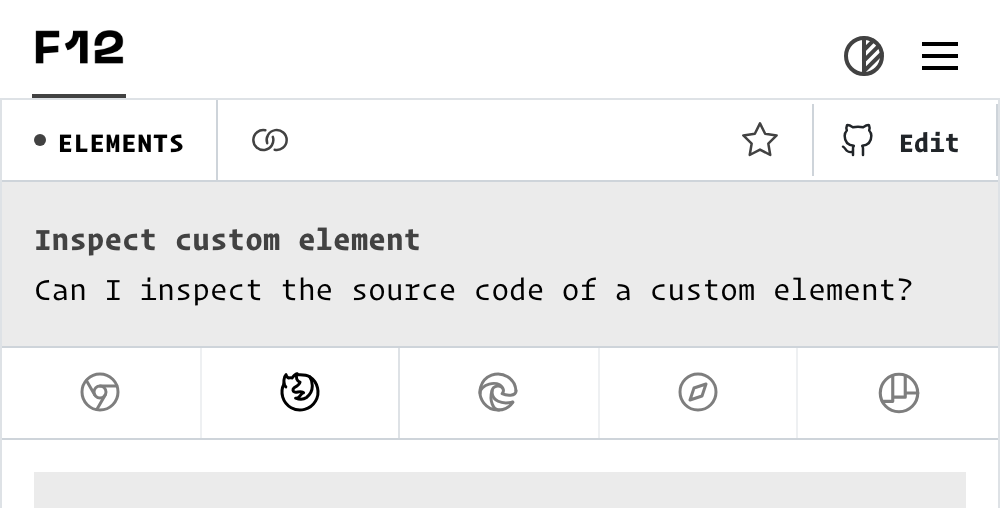 F12
ELEMENTS
Edit
Inspect custom element
Can I inspect the source code of a custom element?